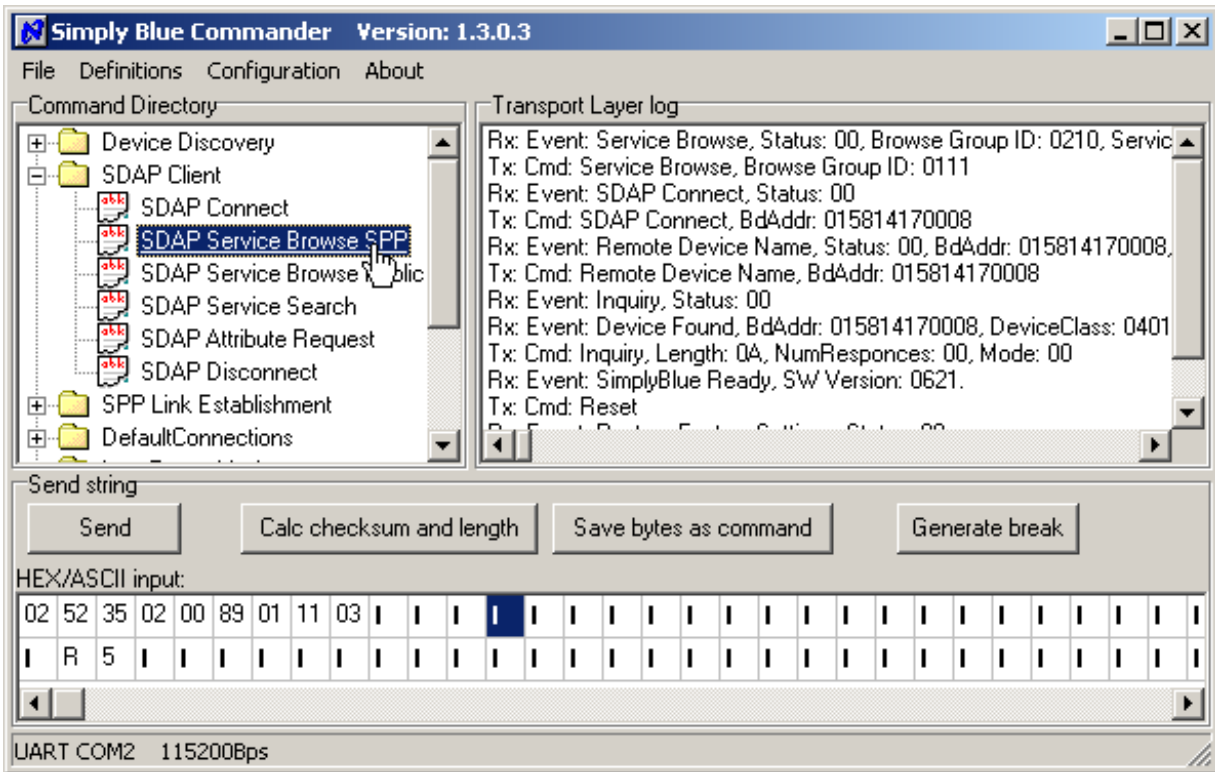 Simply Blue Commander Version: 1.3.0.3
File Definitions Configuration About
Command Directory
Device Discovery
SDAP Client
SDAP Connect
SDAP Service Browse SPP
SDAP Service Browse
SDAP Service Search
SDAP Attribute Request
SDAP Disconnect
SPP Link Establishment
DefaultConnections
Transport Layer log
Rx: Event: Service Browse, Status: 00, Browse Group ID: 0210, Servic
Tx: Cmd: Service Browse, Browse Group ID: 0111
Rx: Event: SDAP Connect, Status: 00
Tx: Cmd: SDAP Connect, BdAddr: 015814170008
Rx: Event: Remote Device Name, Status: 00, BdAddr: 015814170008,
Tx: Cmd: Remote Device Name, BdAddr: 015814170008
Rx: Event: Inquiry, Status: 00
Rx: Event: Device Found, BdAddr: 015814170008, DeviceClass: 0401
Tx: Cmd: Inquiry, Length: 0A, NumResponces: 00, Mode: 00
Rx: Event: SimplyBlue Ready, SW Version: 0621.
Tx: Cmd: Reset
Send string
Send Calc checksum and length Save bytes as command Generate break
HEX/ASCII input:
02 52 35 02 00 89 01 11 03
R 5
UART COM2 115200Bps